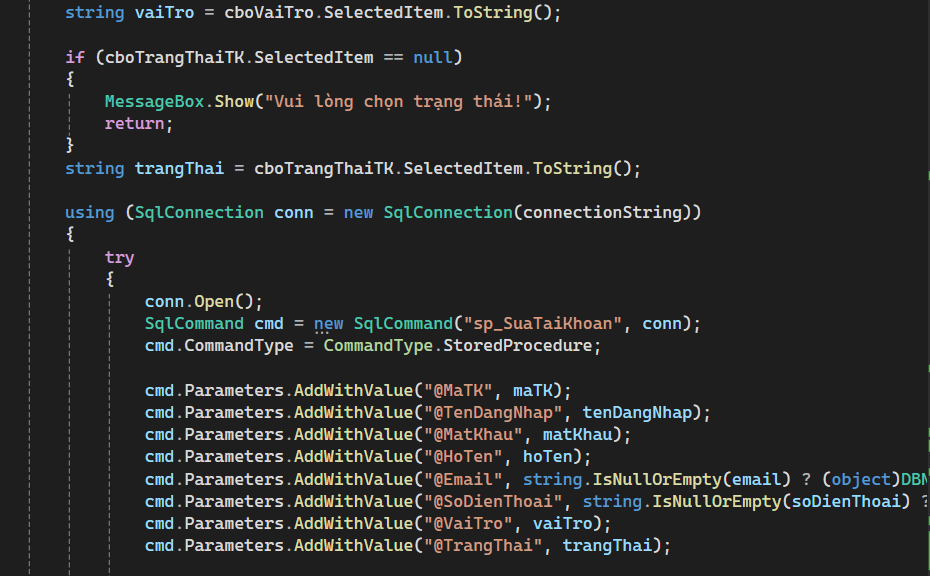 string vaiTro = cboVaiTro.SelectedItem.ToString();
if (cboTrangThaiTK.SelectedItem == null)
{
MessageBox.Show("Vui lòng chọn trạng thái!");
return;
}
string trangThai = cboTrangThaiTK.SelectedItem.ToString();
using (SqlConnection conn = new SqlConnection(connectionString))
{
try
{
conn.Open();
SqlCommand cmd = new SqlCommand("sp_SuaTaiKhoan", conn);
cmd.CommandType = CommandType.StoredProcedure;
cmd.Parameters.AddWithValue("@MaTK", maTK);
cmd.Parameters.AddWithValue("@TenDangNhap", tenDangNhap);
cmd.Parameters.AddWithValue("@MatKhau", matKhau);
cmd.Parameters.AddWithValue("@HoTen", hoTen);
cmd.Parameters.AddWithValue("@Email", string.IsNullOrEmpty(email) ? (object)DBN
cmd.Parameters.AddWithValue("@SoDienThoai", string.IsNullOrEmpty(soDienThoai) ?
cmd.Parameters.AddWithValue("@VaiTro", vaiTro);
cmd.Parameters.AddWithValue("@TrangThai", trangThai);